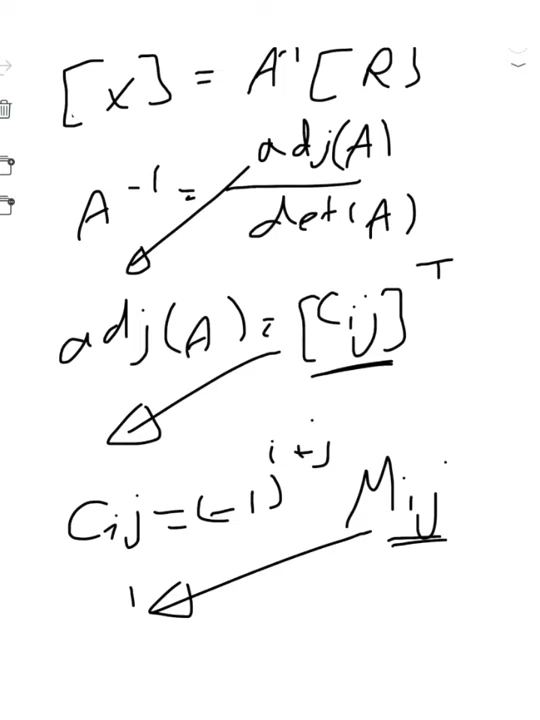 [x] = A⁻¹ [R]
A⁻¹ = adj(A) / det(A)
adj(A) = [Cij]ᵀ
Cij = (-1)ⁱ⁺ʲ Mij